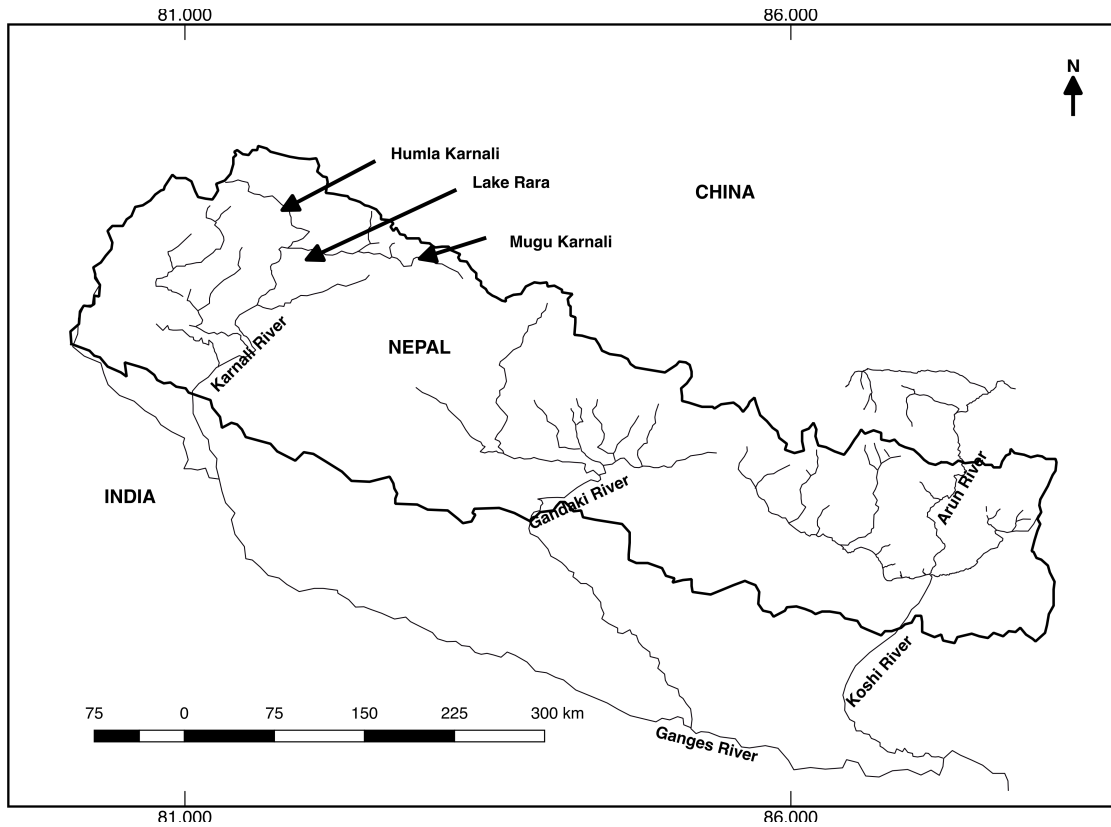 81.000 86.000
N
Humla Karnali
Lake Rara
CHINA
Mugu Karnali
NEPAL
Karnali River
INDIA
Gandaki River
Arun River
Koshi River
75 0 75 150 225 300 km
Ganges River
81.000 86.000